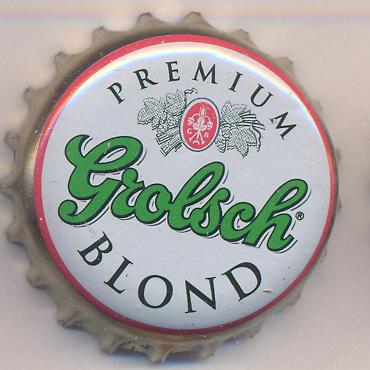 PREMIUM
G B
Grolsch®
BLOND